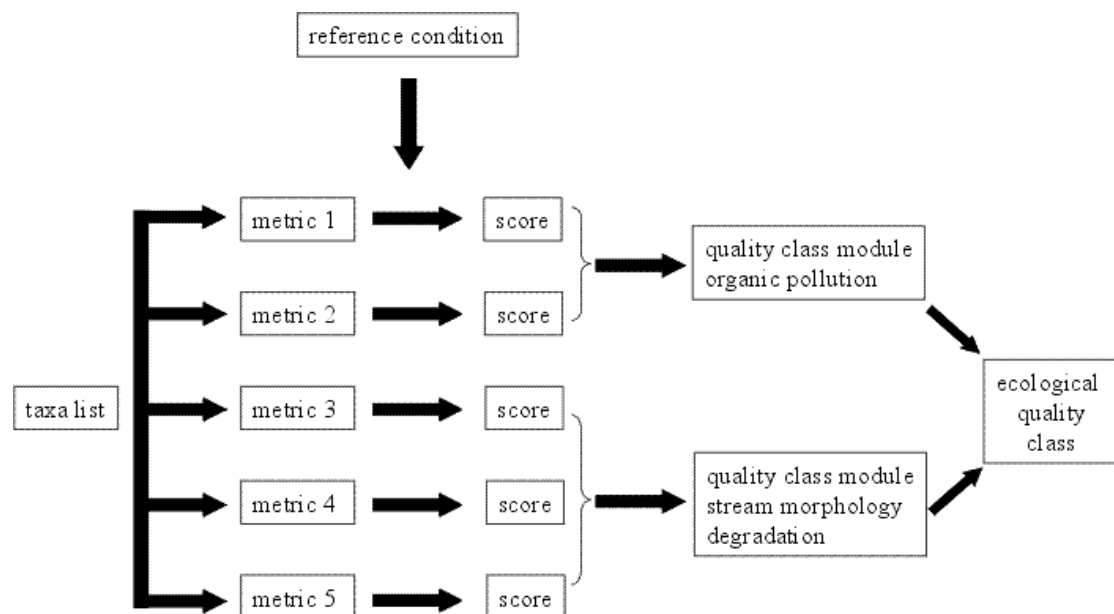 reference condition
metric 1
score
metric 2
score
quality class module
organic pollution
taxa list
metric 3
score
ecological
quality
class
metric 4
score
quality class module
stream morphology
degradation
metric 5
score